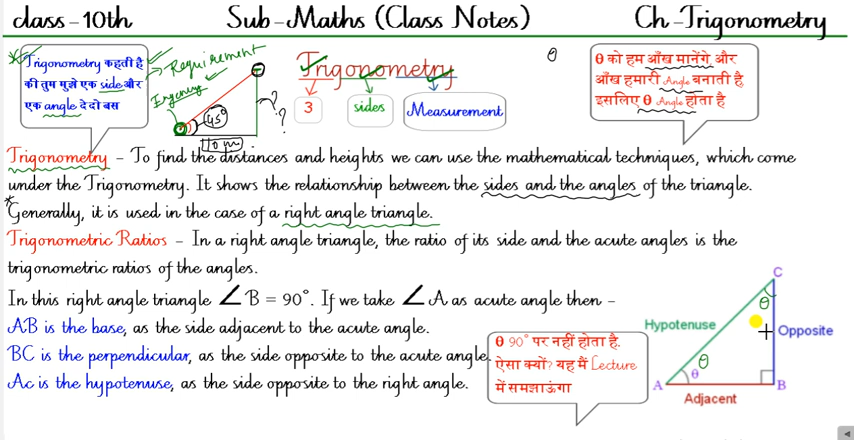 class-10th Sub-Maths (Class Notes) Ch-Trigonometry
Trigonometry कहती है
की तुम मुझे एक side और
एक angle दे दो बस
Requirement
45°
10 m
?
?
Trigonometry
3 sides Measurement
θ
θ को हम आँख मानेंगे और
आँख हमारी Angle बनाती है
इसलिए θ Angle होता है
Trigonometry - To find the distances and heights we can use the mathematical techniques, which come
under the Trigonometry. It shows the relationship between the sides and the angles of the triangle.
*Generally, it is used in the case of a right angle triangle.
Trigonometric Ratios - In a right angle triangle, the ratio of its side and the acute angles is the
trigonometric ratios of the angles.
In this right angle triangle ∠B = 90°. If we take ∠A as acute angle then -
AB is the base, as the side adjacent to the acute angle.
BC is the perpendicular, as the side opposite to the acute angle.
Ac is the hypotenuse, as the side opposite to the right angle.
θ 90° पर नहीं होता है.
ऐसा क्यों? यह मैं Lecture
में समझाऊंगा
C
θ
Hypotenuse
Opposite
θ
θ
A
B
Adjacent